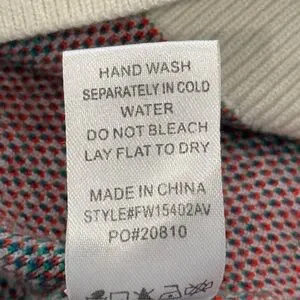 HAND WASH
SEPARATELY IN COLD
WATER
DO NOT BLEACH
LAY FLAT TO DRY
MADE IN CHINA
STYLE#FW15402AV
PO#20810